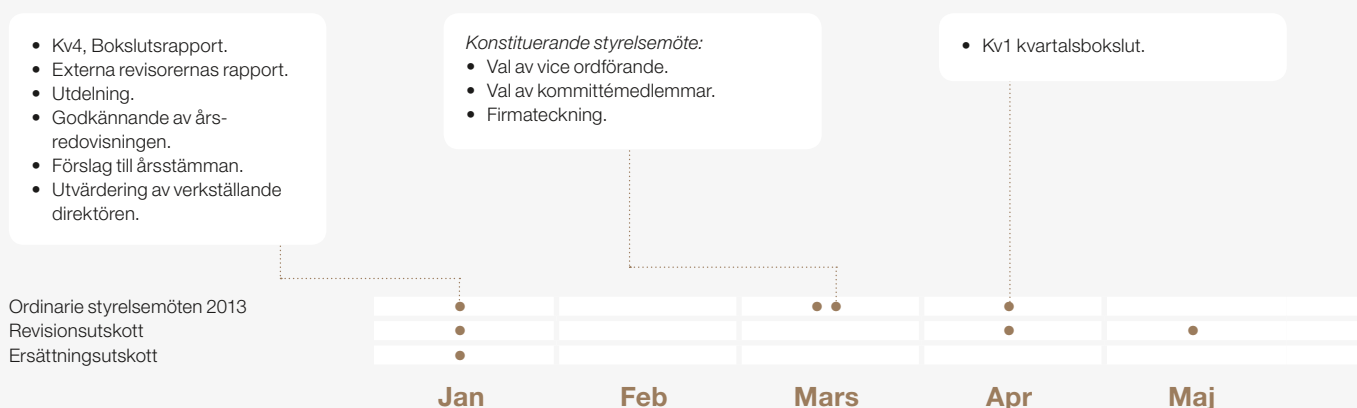 • Kv4, Bokslutsrapport.
• Externa revisorernas rapport.
• Utdelning.
• Godkännande av års-
redovisningen.
• Förslag till årsstämman.
• Utvärdering av verkställande
direktören.
Konstituerande styrelsemöte:
• Val av vice ordförande.
• Val av kommittémedlemmar.
• Firmateckning.
• Kv1 kvartalsbokslut.
Ordinarie styrelsemöten 2013
Revisionsutskott
Ersättningsutskott
Jan Feb Mars Apr Maj